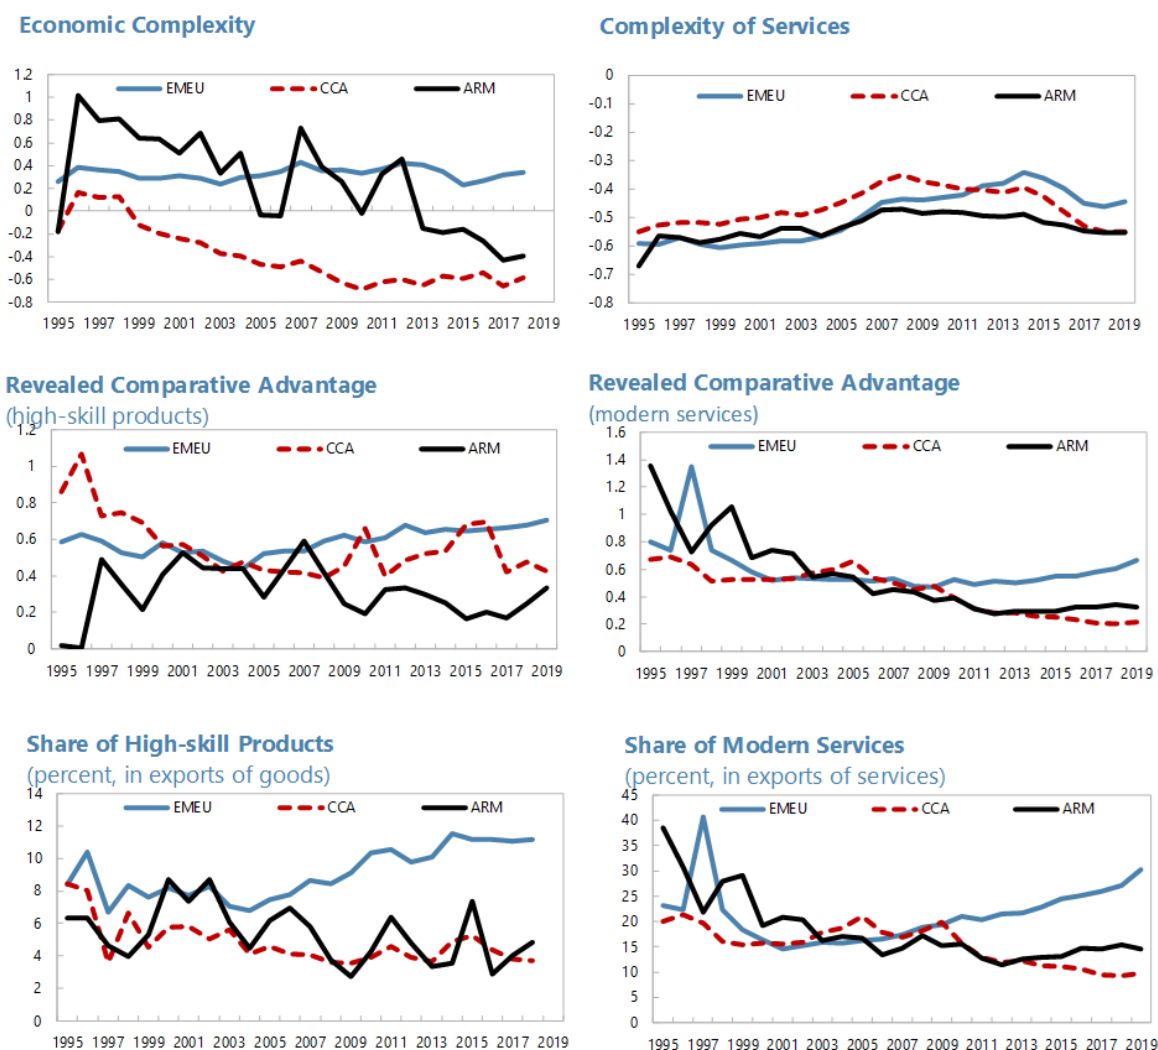 Economic Complexity
1.2
1
0.8
0.6
0.4
0.2
0
-0.2
-0.4
-0.6
-0.8
EMEU CCA ARM
1995 1997 1999 2001 2003 2005 2007 2009 2011 2013 2015 2017 2019
Complexity of Services
0
-0.1
-0.2
-0.3
-0.4
-0.5
-0.6
-0.7
-0.8
EMEU CCA ARM
1995 1997 1999 2001 2003 2005 2007 2009 2011 2013 2015 2017 2019
Revealed Comparative Advantage
(high-skill products)
1.2
1
0.8
0.6
0.4
0.2
0
EMEU CCA ARM
1995 1997 1999 2001 2003 2005 2007 2009 2011 2013 2015 2017 2019
Revealed Comparative Advantage
(modern services)
1.6
1.4
1.2
1
0.8
0.6
0.4
0.2
0
EMEU CCA ARM
1995 1997 1999 2001 2003 2005 2007 2009 2011 2013 2015 2017 2019
Share of High-skill Products
(percent, in exports of goods)
14
12
10
8
6
4
2
0
EMEU CCA ARM
1995 1997 1999 2001 2003 2005 2007 2009 2011 2013 2015 2017 2019
Share of Modern Services
(percent, in exports of services)
45
40
35
30
25
20
15
10
5
0
EMEU CCA ARM
1995 1997 1999 2001 2003 2005 2007 2009 2011 2013 2015 2017 2019